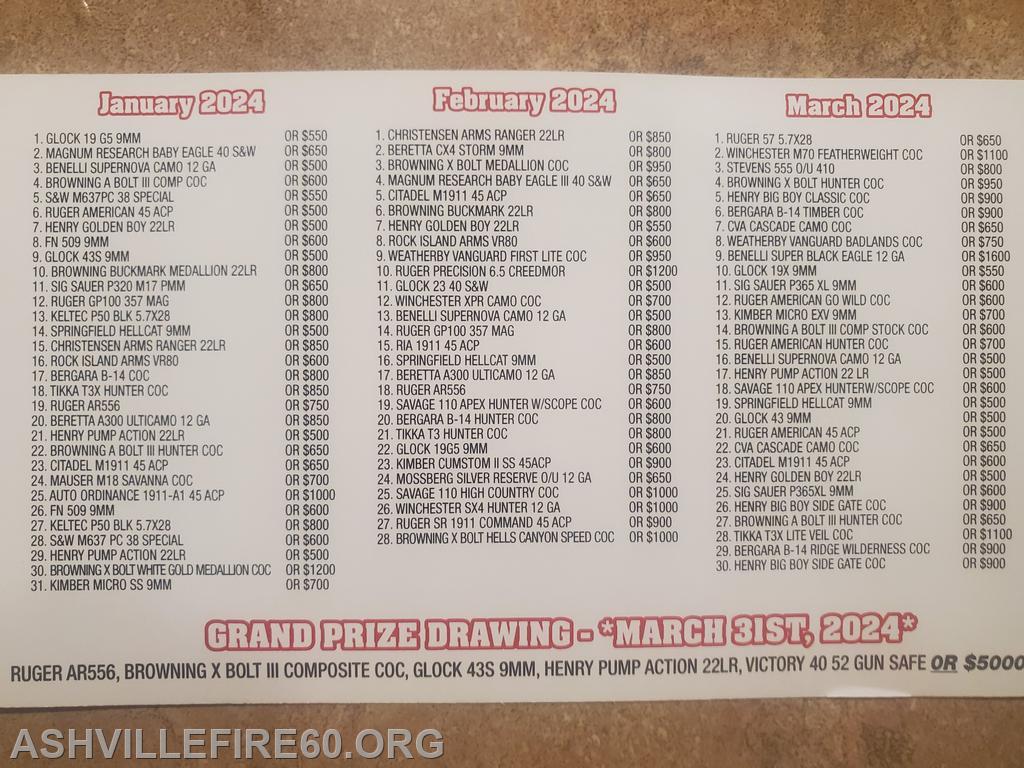 January 2024
1. GLOCK 19 G5 9MM OR $550
2. MAGNUM RESEARCH BABY EAGLE 40 S&W OR $650
3. BENELLI SUPERNOVA CAMO 12 GA OR $500
4. BROWNING A BOLT III COMP COC OR $600
5. S&W M637PC 38 SPECIAL OR $550
6. RUGER AMERICAN 45 ACP OR $500
7. HENRY GOLDEN BOY 22LR OR $500
8. FN 509 9MM OR $600
9. GLOCK 43S 9MM OR $500
10. BROWNING BUCKMARK MEDALLION 22LR OR $800
11. SIG SAUER P320 M17 PMM OR $650
12. RUGER GP100 357 MAG OR $800
13. KELTEC P50 BLK 5.7X28 OR $800
14. SPRINGFIELD HELLCAT 9MM OR $500
15. CHRISTENSEN ARMS RANGER 22LR OR $850
16. ROCK ISLAND ARMS VR80 OR $600
17. BERGARA B-14 COC OR $800
18. TIKKA T3X HUNTER COC OR $850
19. RUGER AR556 OR $750
20. BERETTA A300 ULTICAMO 12 GA OR $850
21. HENRY PUMP ACTION 22LR OR $500
22. BROWNING A BOLT III HUNTER COC OR $650
23. CITADEL M1911 45 ACP OR $650
24. MAUSER M18 SAVANNA COC OR $700
25. AUTO ORDINANCE 1911-A1 45 ACP OR $1000
26. FN 509 9MM OR $600
27. KELTEC P50 BLK 5.7X28 OR $800
28. S&W M637 PC 38 SPECIAL OR $600
29. HENRY PUMP ACTION 22LR OR $500
30. BROWNING X BOLT WHITE GOLD MEDALLION COC OR $1200
31. KIMBER MICRO SS 9MM OR $700
February 2024
1. CHRISTENSEN ARMS RANGER 22LR OR $850
2. BERETTA CX4 STORM 9MM OR $800
3. BROWNING X BOLT MEDALLION COC OR $950
4. MAGNUM RESEARCH BABY EAGLE III 40 S&W OR $650
5. CITADEL M1911 45 ACP OR $650
6. BROWNING BUCKMARK 22LR OR $800
7. HENRY GOLDEN BOY 22LR OR $550
8. ROCK ISLAND ARMS VR80 OR $600
9. WEATHERBY VANGUARD FIRST LITE COC OR $950
10. RUGER PRECISION 6.5 CREEDMOR OR $1200
11. GLOCK 23 40 S&W OR $500
12. WINCHESTER XPR CAMO COC OR $700
13. BENELLI SUPERNOVA CAMO 12 GA OR $500
14. RUGER GP100 357 MAG OR $800
15. RIA 1911 45 ACP OR $600
16. SPRINGFIELD HELLCAT 9MM OR $500
17. BERETTA A300 ULTICAMO 12 GA OR $850
18. RUGER AR556 OR $750
19. SAVAGE 110 APEX HUNTER W/SCOPE COC OR $600
20. BERGARA B-14 HUNTER COC OR $800
21. TIKKA T3 HUNTER COC OR $800
22. GLOCK 19G5 9MM OR $600
23. KIMBER CUMSTOM II SS 45ACP OR $900
24. MOSSBERG SILVER RESERVE O/U 12 GA OR $650
25. SAVAGE 110 HIGH COUNTRY COC OR $1000
26. WINCHESTER SX4 HUNTER 12 GA OR $1000
27. RUGER SR 1911 COMMAND 45 ACP OR $900
28. BROWNING X BOLT HELLS CANYON SPEED COC OR $1000
March 2024
1. RUGER 57 5.7X28 OR $650
2. WINCHESTER M70 FEATHERWEIGHT COC OR $1100
3. STEVENS 555 O/U 410 OR $800
4. BROWNING X BOLT HUNTER COC OR $950
5. HENRY BIG BOY CLASSIC COC OR $900
6. BERGARA B-14 TIMBER COC OR $900
7. CVA CASCADE CAMO COC OR $650
8. WEATHERBY VANGUARD BADLANDS COC OR $750
9. BENELLI SUPER BLACK EAGLE 12 GA OR $1600
10. GLOCK 19X 9MM OR $550
11. SIG SAUER P365 XL 9MM OR $600
12. RUGER AMERICAN GO WILD COC OR $600
13. KIMBER MICRO EXV 9MM OR $700
14. BROWNING A BOLT III COMP STOCK COC OR $600
15. RUGER AMERICAN HUNTER COC OR $700
16. BENELLI SUPERNOVA CAMO 12 GA OR $500
17. HENRY PUMP ACTION 22 LR OR $500
18. SAVAGE 110 APEX HUNTERW/SCOPE COC OR $600
19. SPRINGFIELD HELLCAT 9MM OR $500
20. GLOCK 43 9MM OR $500
21. RUGER AMERICAN 45 ACP OR $500
22. CVA CASCADE CAMO COC OR $650
23. CITADEL M1911 45 ACP OR $600
24. HENRY GOLDEN BOY 22LR OR $500
25. SIG SAUER P365XL 9MM OR $600
26. HENRY BIG BOY SIDE GATE COC OR $900
27. BROWNING A BOLT III HUNTER COC OR $650
28. TIKKA T3X LITE VEIL COC OR $1100
29. BERGARA B-14 RIDGE WILDERNESS COC OR $900
30. HENRY BIG BOY SIDE GATE COC OR $900
GRAND PRIZE DRAWING - *MARCH 31ST, 2024*
RUGER AR556, BROWNING X BOLT III COMPOSITE COC, GLOCK 43S 9MM, HENRY PUMP ACTION 22LR, VICTORY 40 52 GUN SAFE OR $5000
ASHVILLEFIRE60.ORG